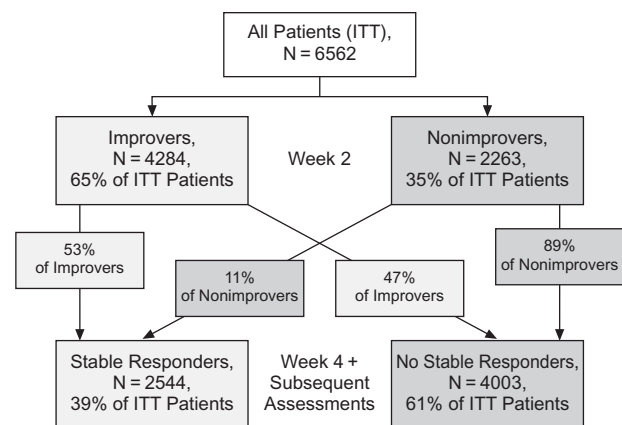 All Patients (ITT),
N = 6562
Improvers,
N = 4284,
65% of ITT Patients
Week 2
Nonimprovers,
N = 2263,
35% of ITT Patients
53%
of Improvers
11%
of Nonimprovers
47%
of Improvers
89%
of Nonimprovers
Stable Responders,
N = 2544,
39% of ITT Patients
Week 4 +
Subsequent
Assessments
No Stable Responders,
N = 4003,
61% of ITT Patients